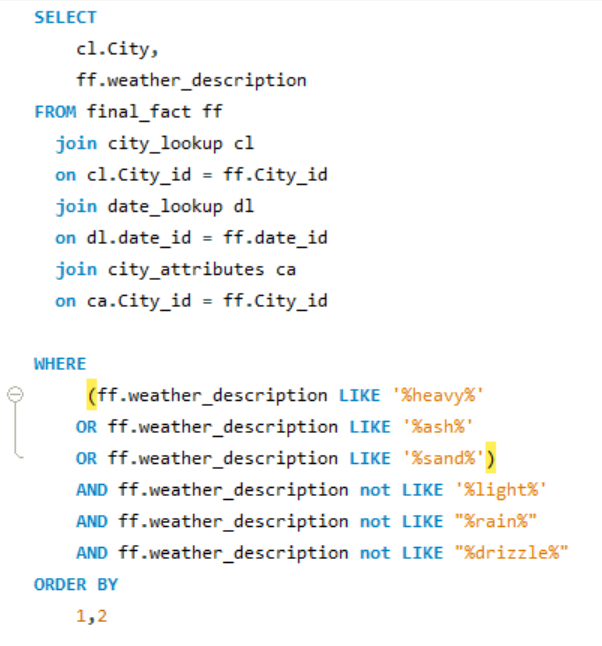 SELECT
cl.City,
ff.weather_description
FROM final_fact ff
join city_lookup cl
on cl.City_id = ff.City_id
join date_lookup dl
on dl.date_id = ff.date_id
join city_attributes ca
on ca.City_id = ff.City_id
WHERE
(ff.weather_description LIKE '%heavy%'
OR ff.weather_description LIKE '%ash%'
OR ff.weather_description LIKE '%sand%')
AND ff.weather_description not LIKE '%light%'
AND ff.weather_description not LIKE "%rain%"
AND ff.weather_description not LIKE "%drizzle%"
ORDER BY
1,2